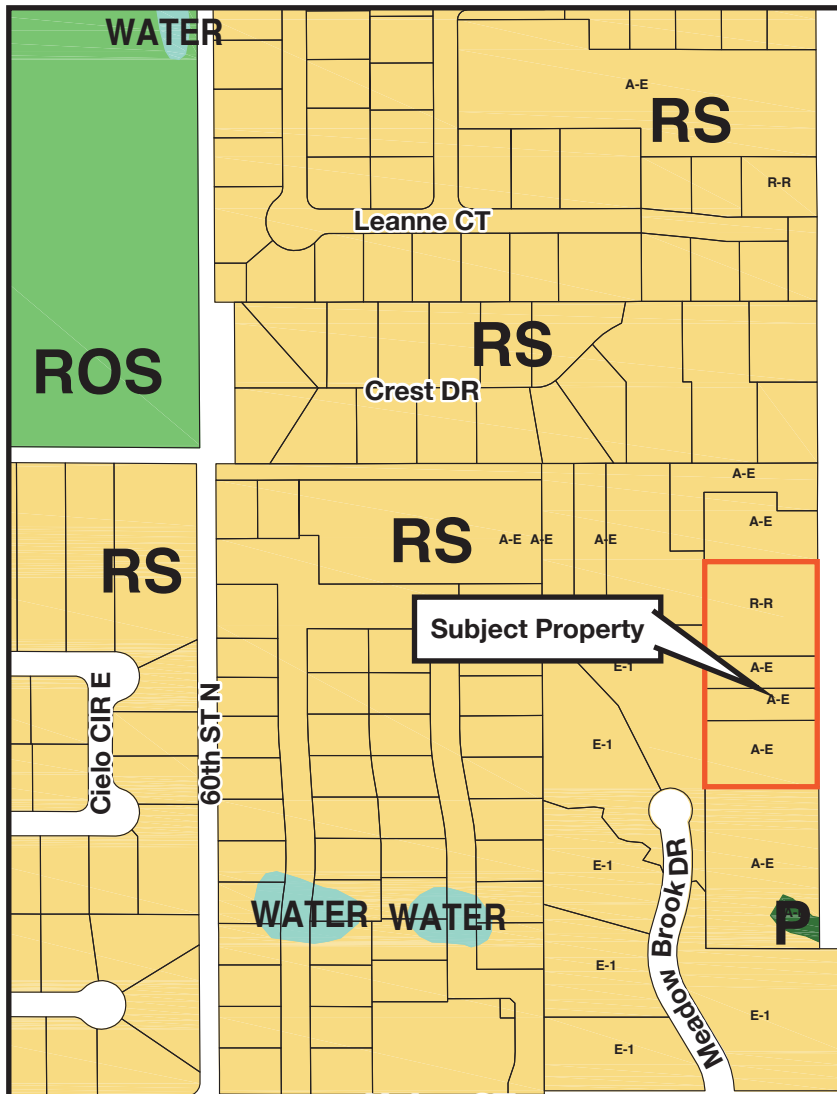 WATER
A-E
RS
R-R
Leanne CT
RS
ROS
Crest DR
A-E
A-E
RS
A-E
A-E
A-E
RS
R-R
Subject Property
E-1
A-E
A-E
Cielo CIR E
60th ST N
E-1
A-E
E-1
A-E
WATER
WATER
P
Meadow Brook DR
E-1
E-1
E-1